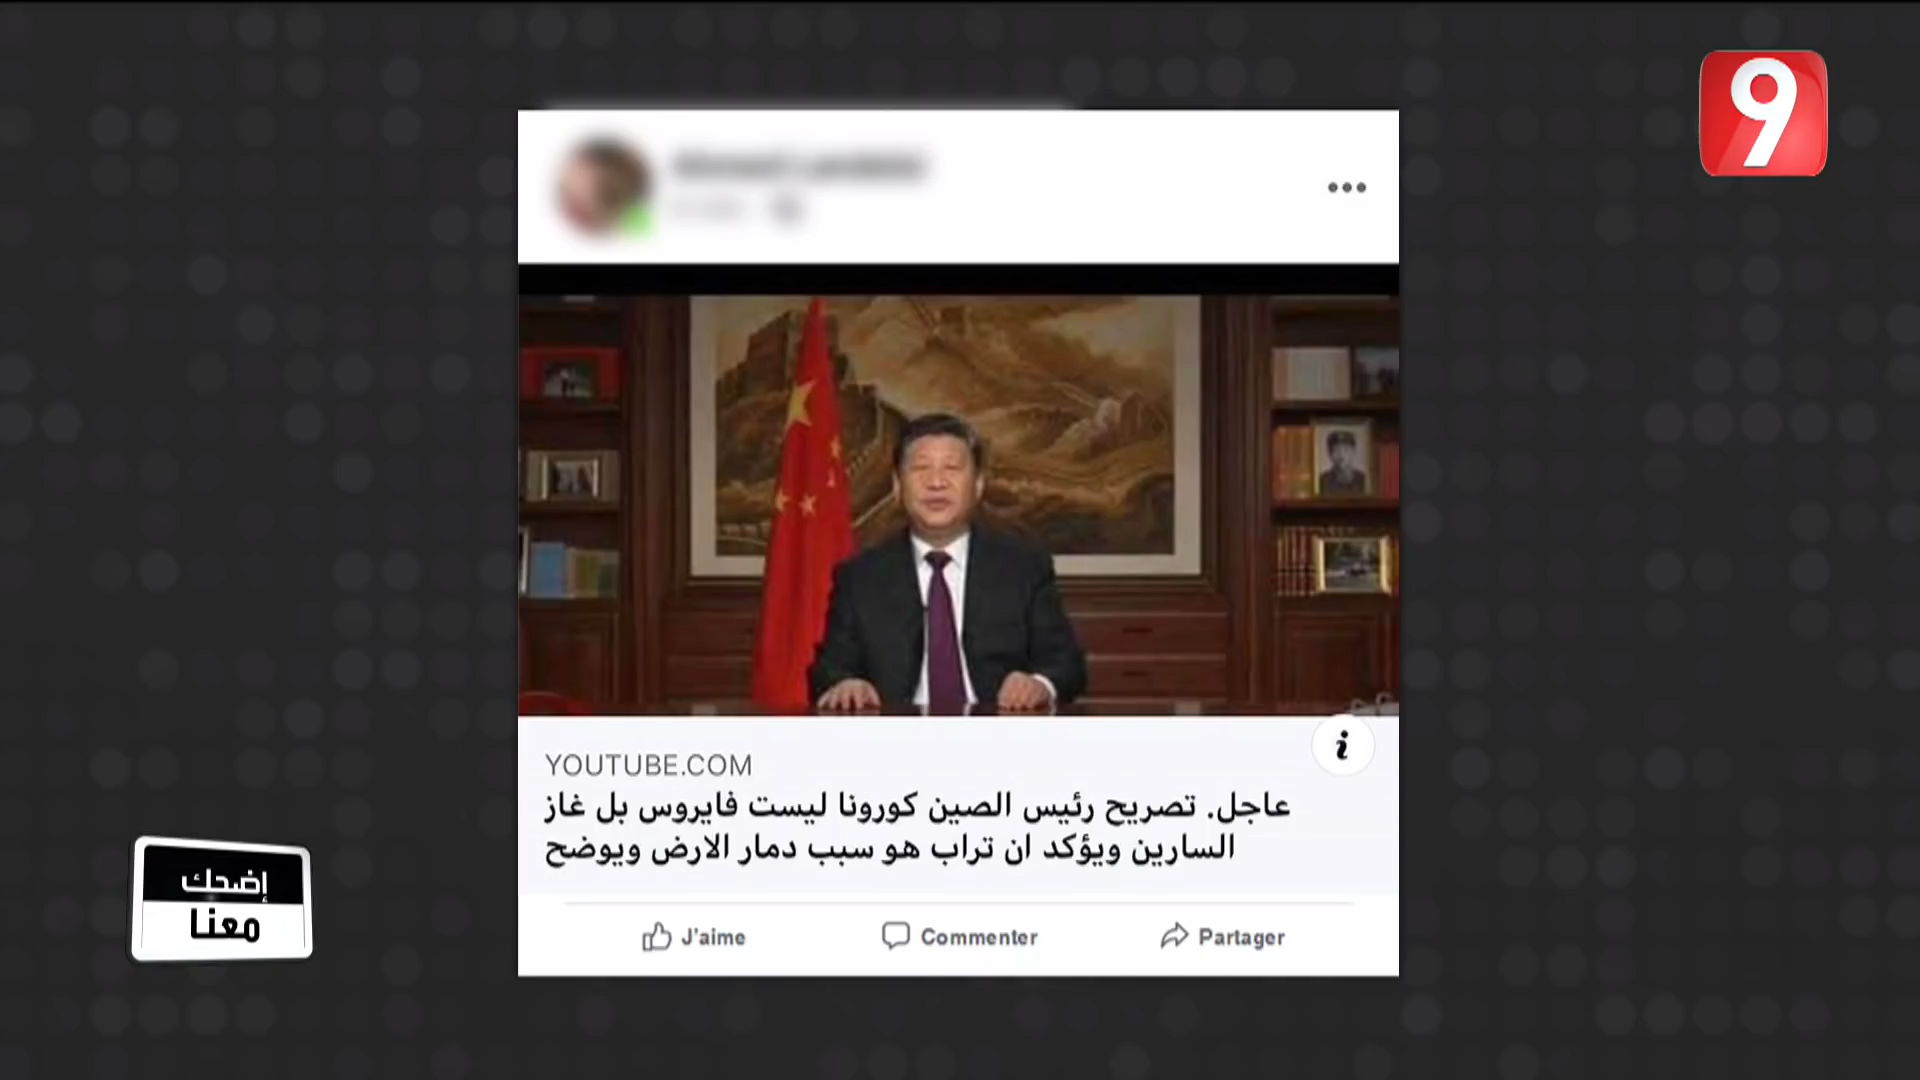 9
YOUTUBE.COM
عاجل. تصريح رئيس الصين كورونا ليست فايروس بل غاز
السارين ويؤكد ان تراب هو سبب دمار الارض ويوضح
J'aime
Commenter
Partager
إضحك
معنا